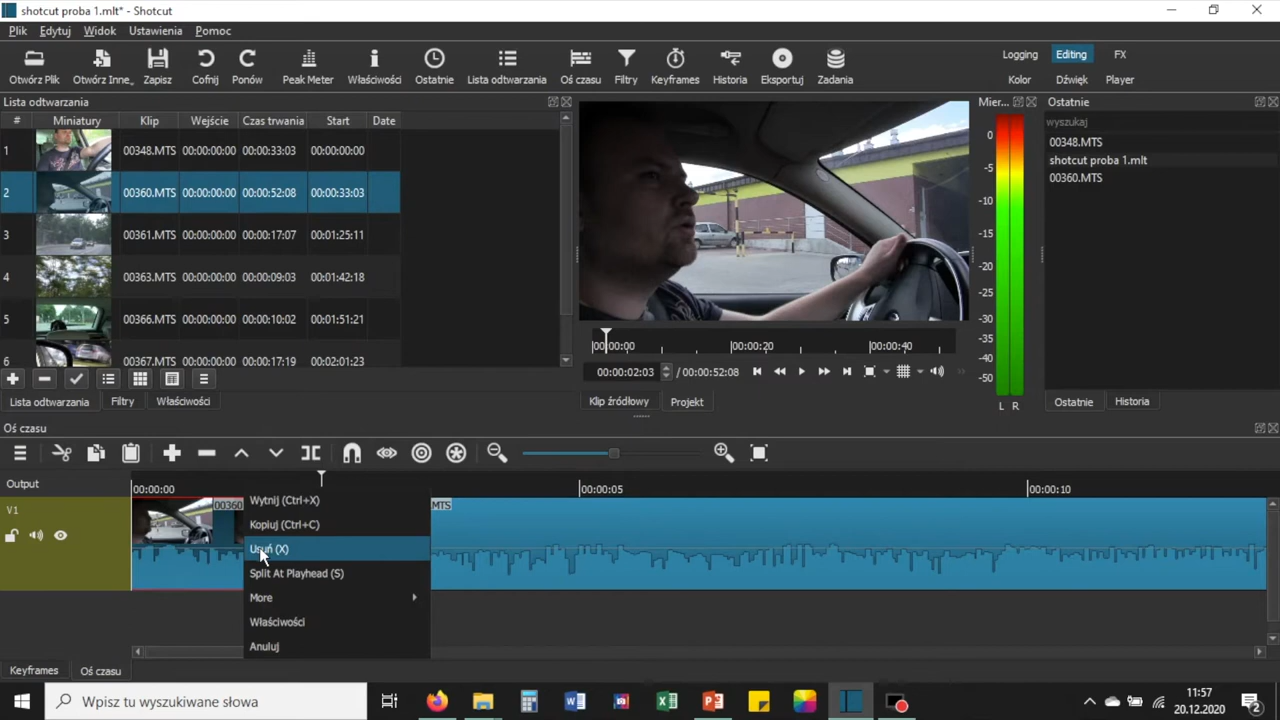 shotcut proba 1.mlt* - Shotcut
Plik Edytuj Widok Ustawienia Pomoc
Otwórz Plik Otwórz Inne_ Zapisz Cofnij Ponów Peak Meter Właściwości Ostatnie Lista odtwarzania Oś czasu Filtry Keyframes Historia Eksportuj Zadania
Logging Editing FX
Kolor Dźwięk Player
Lista odtwarzania
# Miniatury Klip Wejście Czas trwania Start Date
1 00348.MTS 00:00:00:00 00:00:33:03 00:00:00:00
2 00360.MTS 00:00:00:00 00:00:52:08 00:00:33:03
3 00361.MTS 00:00:00:00 00:00:17:07 00:01:25:11
4 00363.MTS 00:00:00:00 00:00:09:03 00:01:42:18
5 00366.MTS 00:00:00:00 00:00:10:02 00:01:51:21
6 00367.MTS 00:00:00:00 00:00:17:19 00:02:01:23
Lista odtwarzania Filtry Właściwości
00:00:00 00:00:20 00:00:40
00:00:02:03 / 00:00:52:08
Klip źródłowy Projekt
Mier...
0
-5
-10
-15
-20
-25
-30
-35
-40
-50
L R
Ostatnie
wyszukaj
00348.MTS
shotcut proba 1.mlt
00360.MTS
Ostatnie Historia
Oś czasu
Output
00:00:00 00:00:05 00:00:10
V1
00360
MTS
Wytnij (Ctrl+X)
Kopiuj (Ctrl+C)
Usuń (X)
Split At Playhead (S)
More
Właściwości
Anuluj
Keyframes Oś czasu
Wpisz tu wyszukiwane słowa
11:57
20.12.2020
2